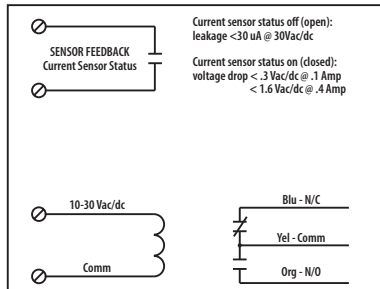 SENSOR FEEDBACK
Current Sensor Status
Current sensor status off (open):
leakage <30 uA @ 30Vac/dc
Current sensor status on (closed):
voltage drop < .3 Vac/dc @ .1 Amp
< 1.6 Vac/dc @ .4 Amp
10-30 Vac/dc
Comm
Blu - N/C
Yel - Comm
Org - N/O